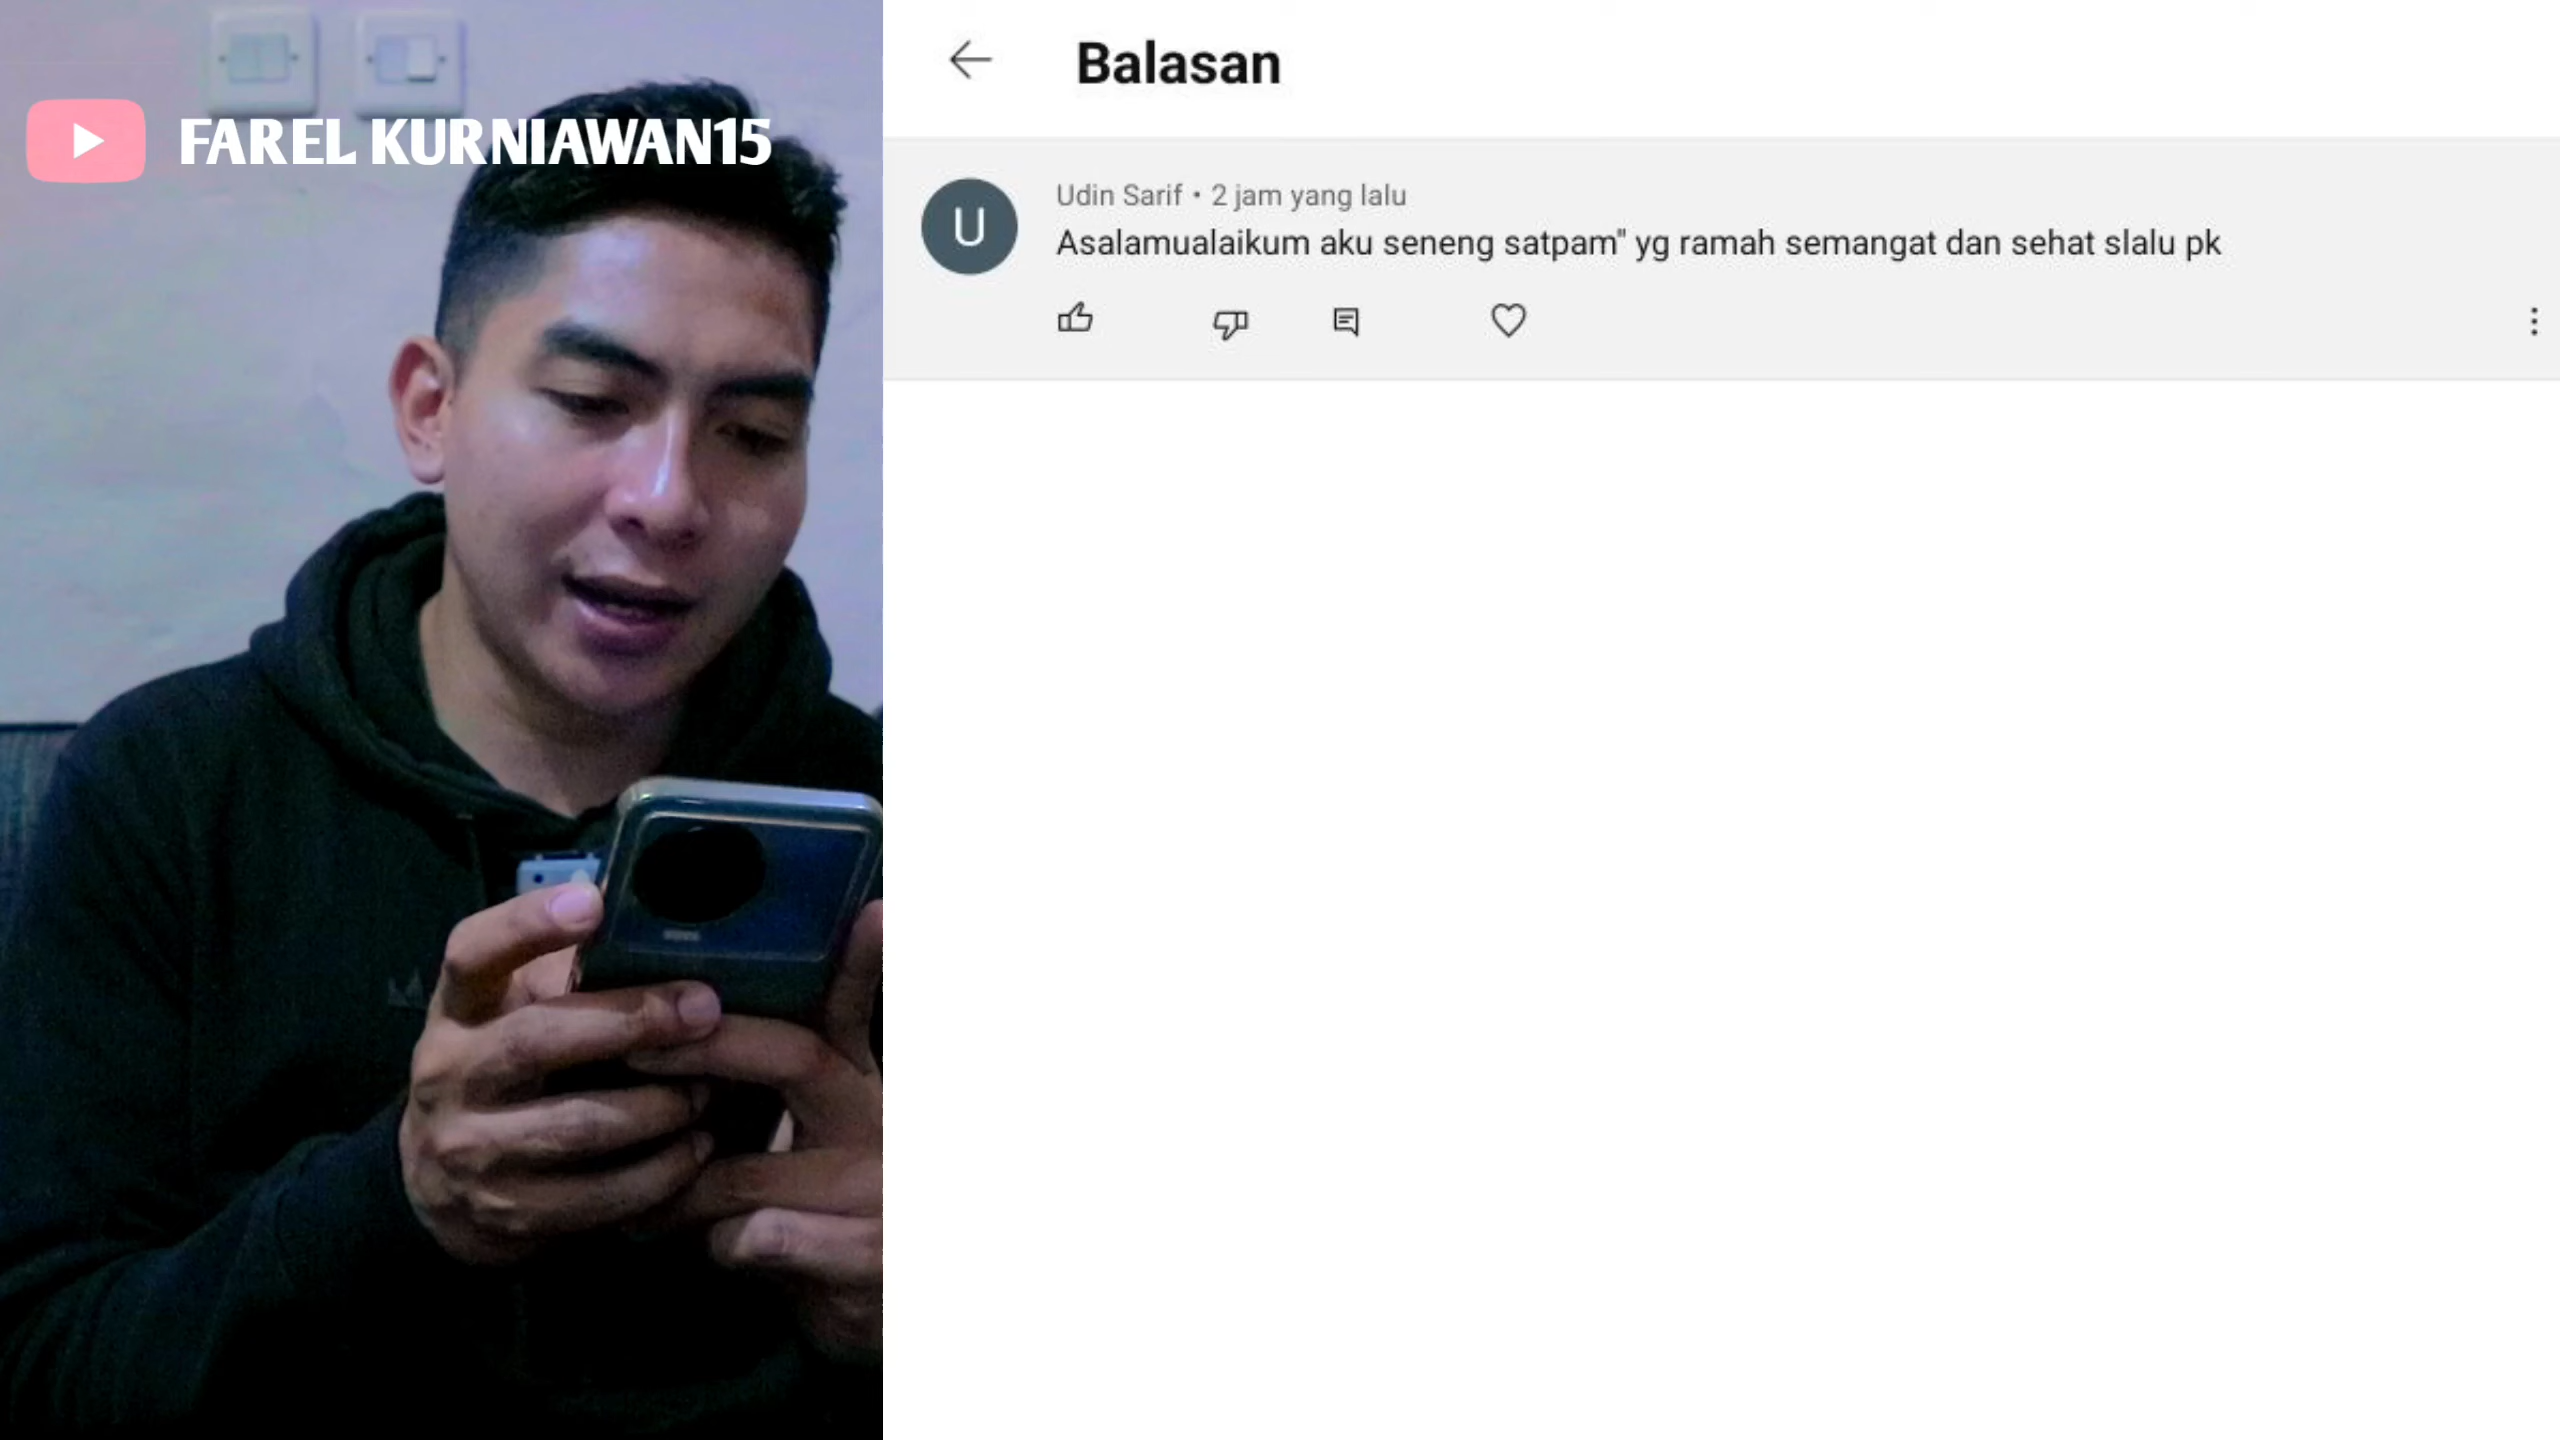 FAREL KURNIAWAN15
Balasan
U
Udin Sarif • 2 jam yang lalu
Asalamualaikum aku seneng satpam" yg ramah semangat dan sehat slalu pk